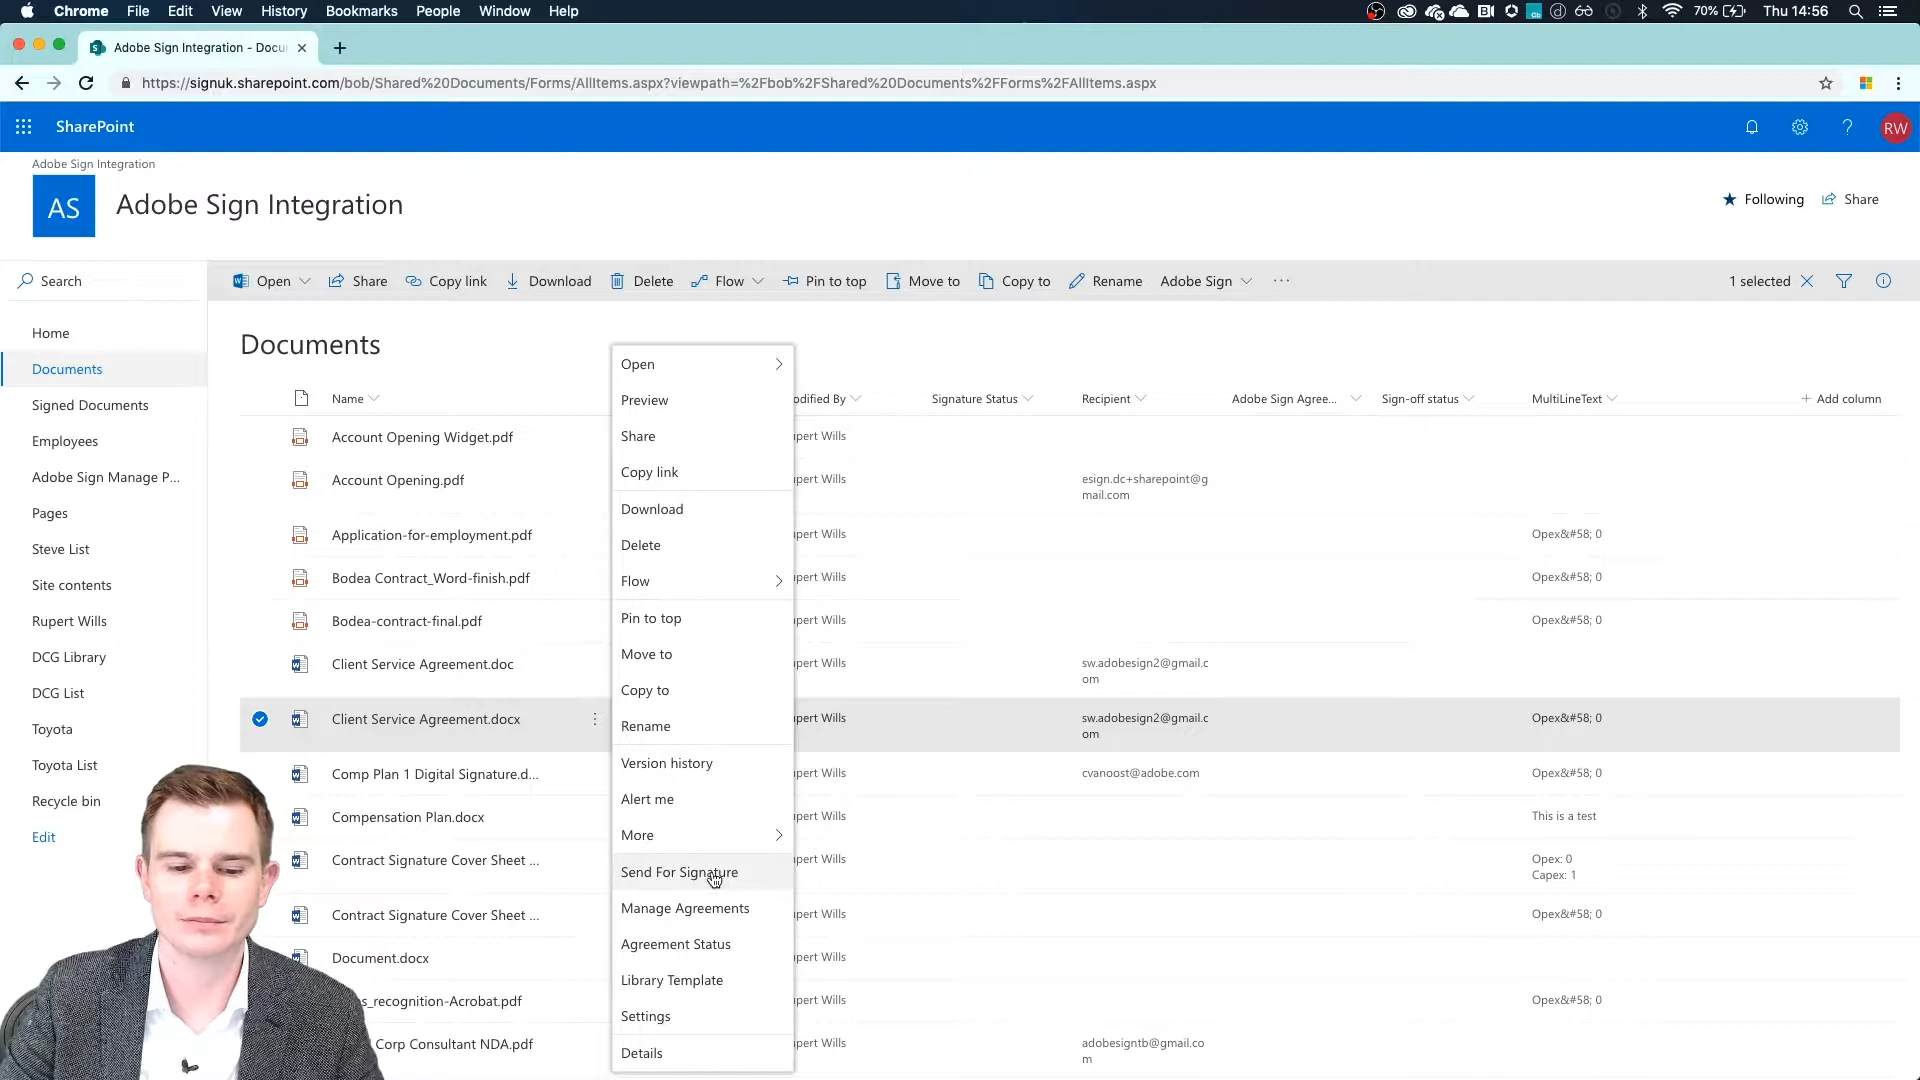 Chrome File Edit View History Bookmarks People Window Help
70% Thu 14:56
Adobe Sign Integration - Docu
https://signuk.sharepoint.com/bob/Shared%20Documents/Forms/AllItems.aspx?viewpath=%2Fbob%2FShared%20Documents%2FForms%2FAllItems.aspx
SharePoint
RW
Adobe Sign Integration
AS
Adobe Sign Integration
Following Share
Search
Open Share Copy link Download Delete Flow Pin to top Move to Copy to Rename Adobe Sign ...
1 selected
Home
Documents
Signed Documents
Employees
Adobe Sign Manage P...
Pages
Steve List
Site contents
Rupert Wills
DCG Library
DCG List
Toyota
Toyota List
Recycle bin
Edit
Documents
Name odified By Signature Status Recipient Adobe Sign Agree... Sign-off status MultiLineText + Add column
Account Opening Widget.pdf pert Wills
Account Opening.pdf pert Wills esign.dc+sharepoint@g
mail.com
Application-for-employment.pdf pert Wills Opex&#58; 0
Bodea Contract_Word-finish.pdf pert Wills Opex&#58; 0
Bodea-contract-final.pdf pert Wills Opex&#58; 0
Client Service Agreement.doc pert Wills sw.adobesign2@gmail.c
om
Client Service Agreement.docx pert Wills sw.adobesign2@gmail.c Opex&#58; 0
om
Comp Plan 1 Digital Signature.d... pert Wills cvanoost@adobe.com Opex&#58; 0
Compensation Plan.docx pert Wills This is a test
Contract Signature Cover Sheet ... pert Wills Opex: 0
Capex: 1
Contract Signature Cover Sheet ... pert Wills Opex&#58; 0
Document.docx pert Wills
s_recognition-Acrobat.pdf pert Wills Opex&#58; 0
Corp Consultant NDA.pdf pert Wills adobesigntb@gmail.co
m
Open
Preview
Share
Copy link
Download
Delete
Flow
Pin to top
Move to
Copy to
Rename
Version history
Alert me
More
Send For Signature
Manage Agreements
Agreement Status
Library Template
Settings
Details